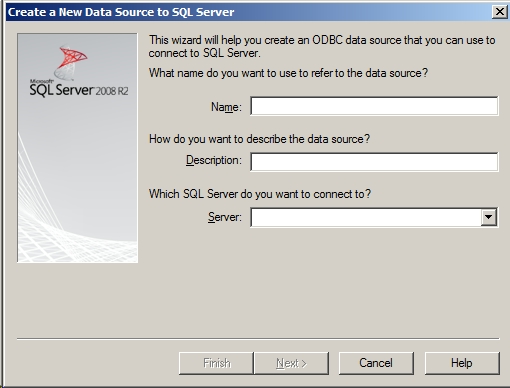 Create a New Data Source to SQL Server
Microsoft
SQL Server 2008 R2
This wizard will help you create an ODBC data source that you can use to
connect to SQL Server.
What name do you want to use to refer to the data source?
Name:
How do you want to describe the data source?
Description:
Which SQL Server do you want to connect to?
Server:
Finish
Next >
Cancel
Help